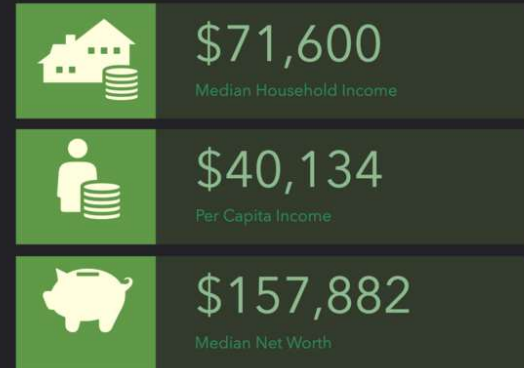 $71,600
Median Household Income
$40,134
Per Capita Income
$157,882
Median Net Worth